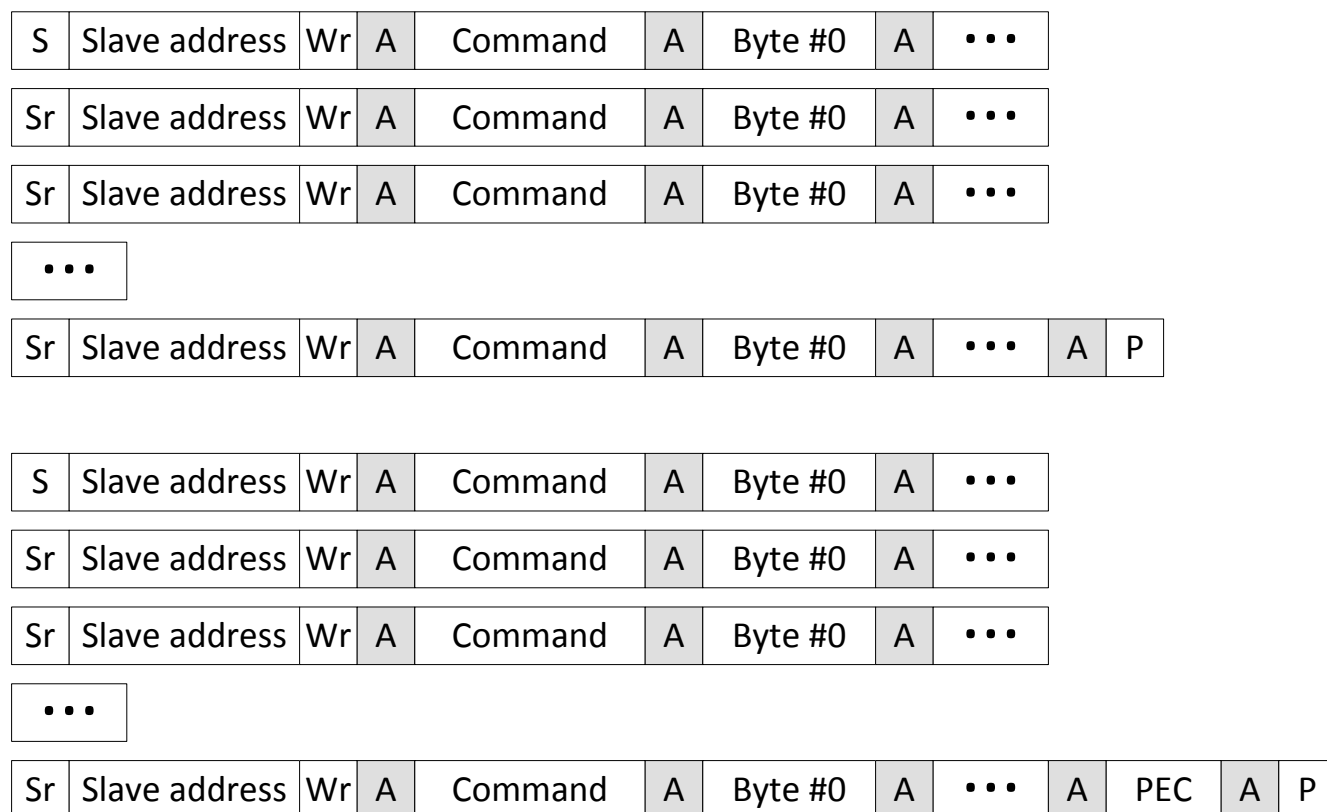 S Slave address Wr A Command A Byte #0 A •••
Sr Slave address Wr A Command A Byte #0 A •••
Sr Slave address Wr A Command A Byte #0 A •••
•••
Sr Slave address Wr A Command A Byte #0 A ••• A P
S Slave address Wr A Command A Byte #0 A •••
Sr Slave address Wr A Command A Byte #0 A •••
Sr Slave address Wr A Command A Byte #0 A •••
•••
Sr Slave address Wr A Command A Byte #0 A ••• A PEC A P